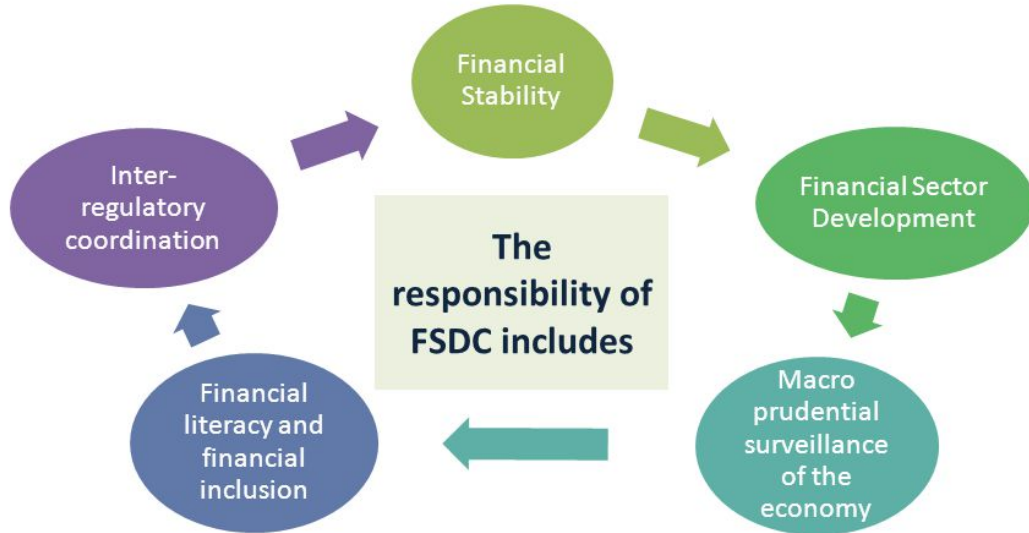 Financial
Stability
Financial Sector
Development
Macro
prudential
surveillance
of the
economy
Financial
literacy and
financial
inclusion
Inter-
regulatory
coordination
The
responsibility of
FSDC includes